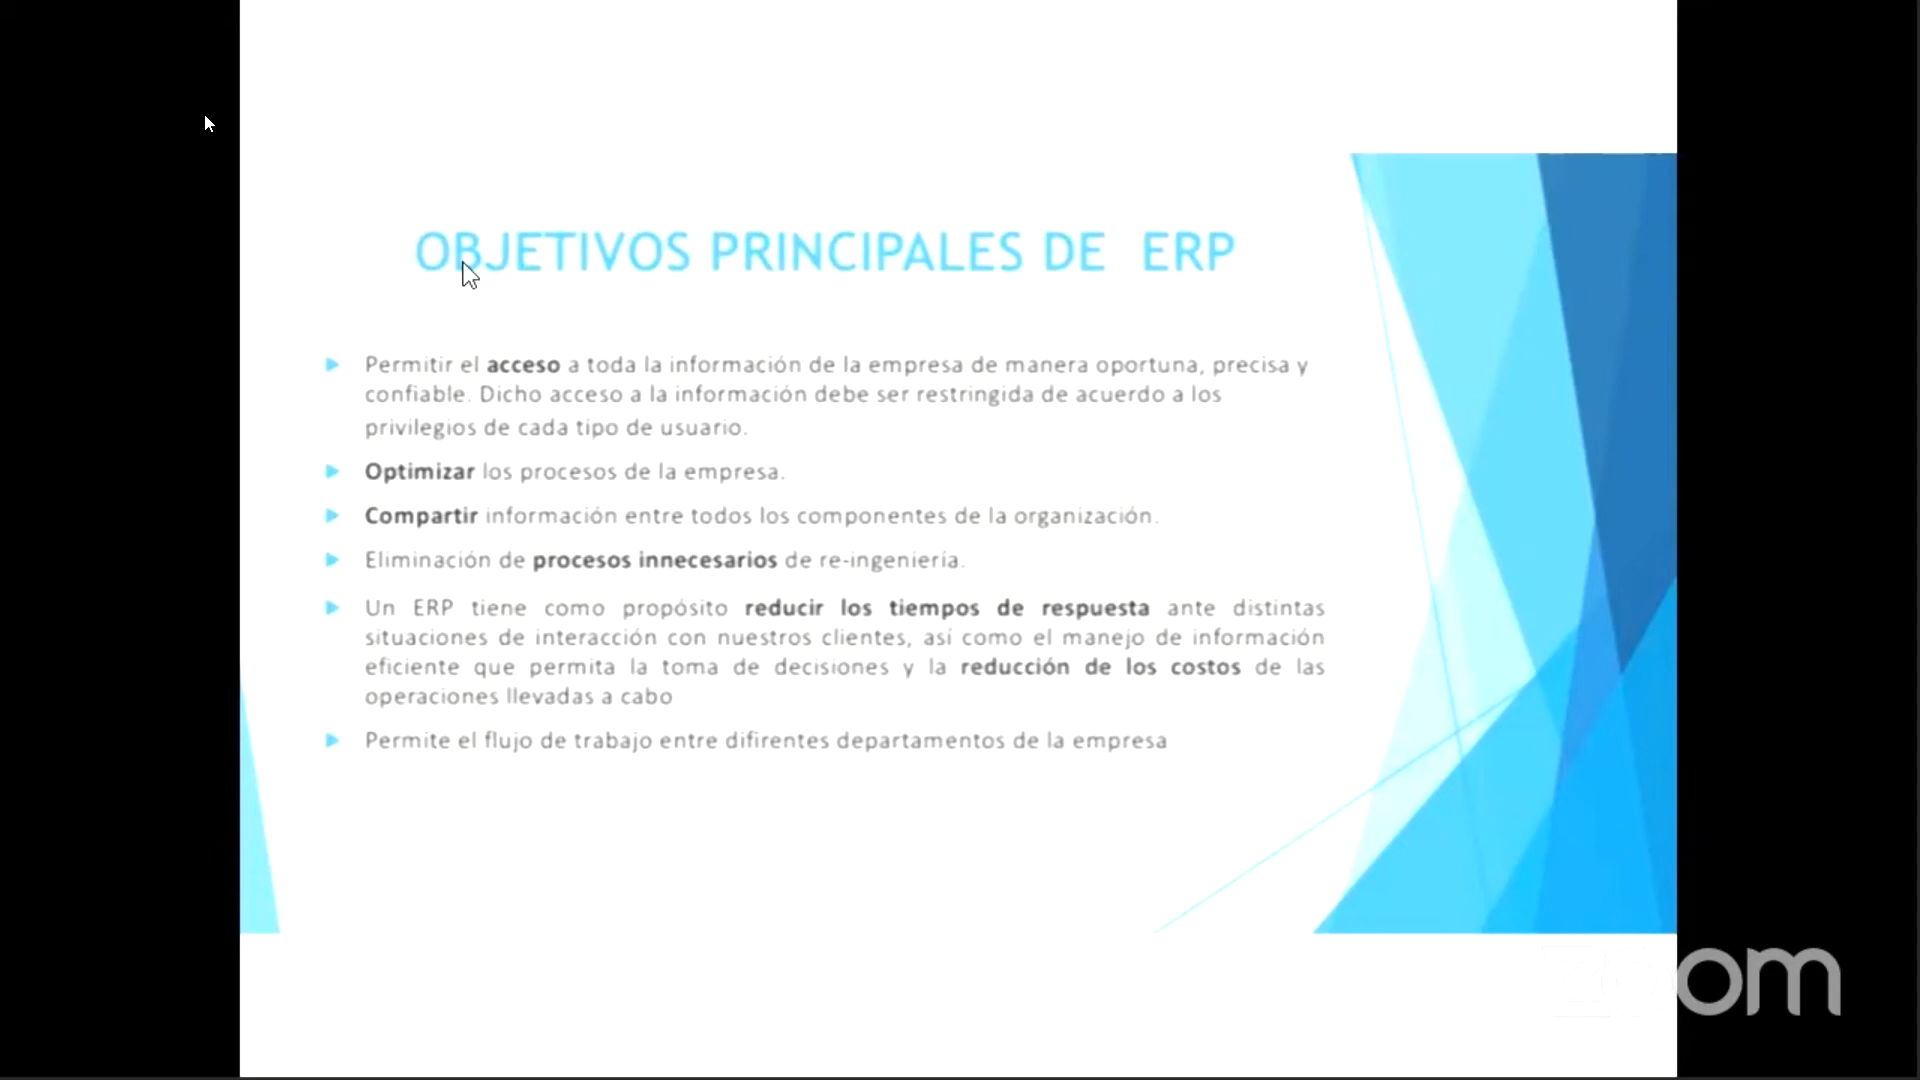 OBJETIVOS PRINCIPALES DE ERP
Permitir el acceso a toda la información de la empresa de manera oportuna, precisa y
confiable. Dicho acceso a la información debe ser restringida de acuerdo a los
privilegios de cada tipo de usuario.
Optimizar los procesos de la empresa.
Compartir información entre todos los componentes de la organización.
Eliminación de procesos innecesarios de re-ingeniería.
Un ERP tiene como propósito reducir los tiempos de respuesta ante distintas
situaciones de interacción con nuestros clientes, así como el manejo de información
eficiente que permita la toma de decisiones y la reducción de los costos de las
operaciones llevadas a cabo
Permite el flujo de trabajo entre difirentes departamentos de la empresa
om